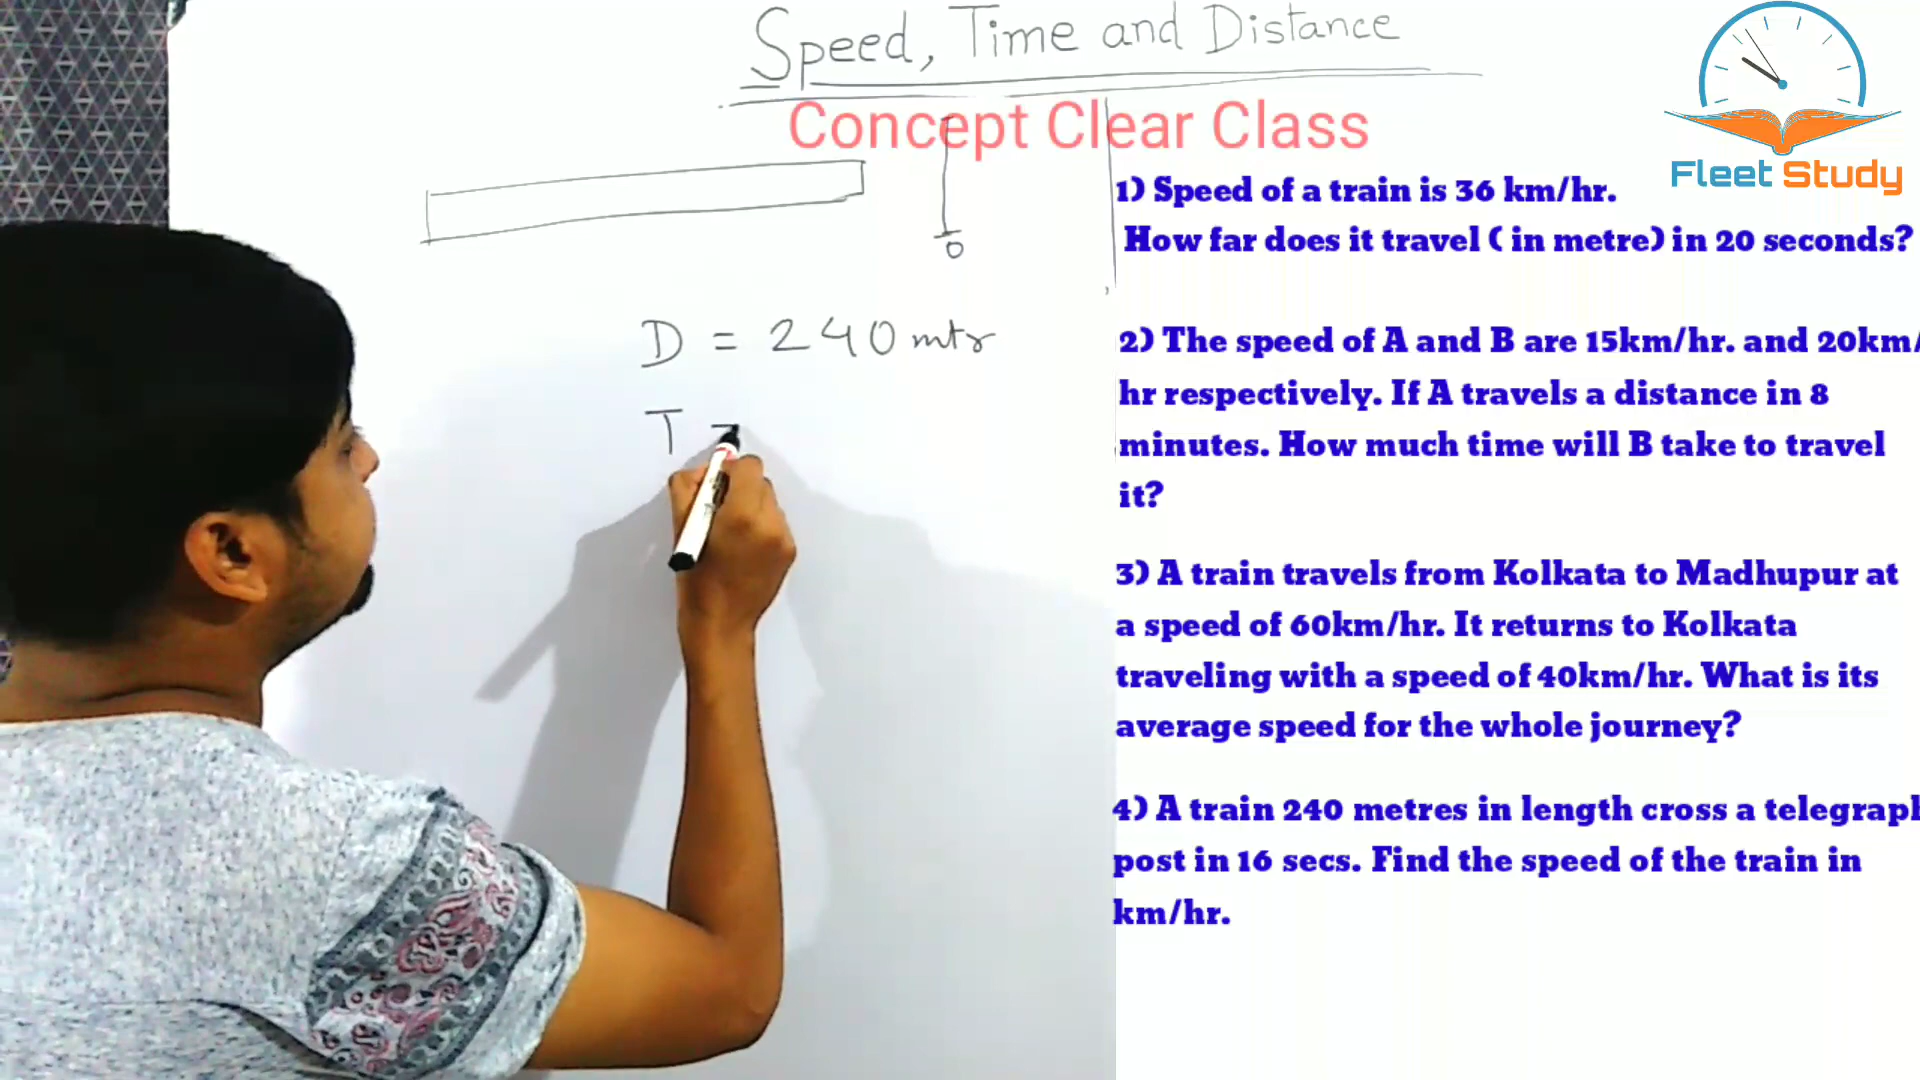 Speed, Time and Distance
Concept Clear Class
Fleet Study
0
D = 240 mtr
T =
1) Speed of a train is 36 km/hr.
How far does it travel ( in metre) in 20 seconds?
2) The speed of A and B are 15km/hr. and 20km/
hr respectively. If A travels a distance in 8
minutes. How much time will B take to travel
it?
3) A train travels from Kolkata to Madhupur at
a speed of 60km/hr. It returns to Kolkata
traveling with a speed of 40km/hr. What is its
average speed for the whole journey?
4) A train 240 metres in length cross a telegraph
post in 16 secs. Find the speed of the train in
km/hr.